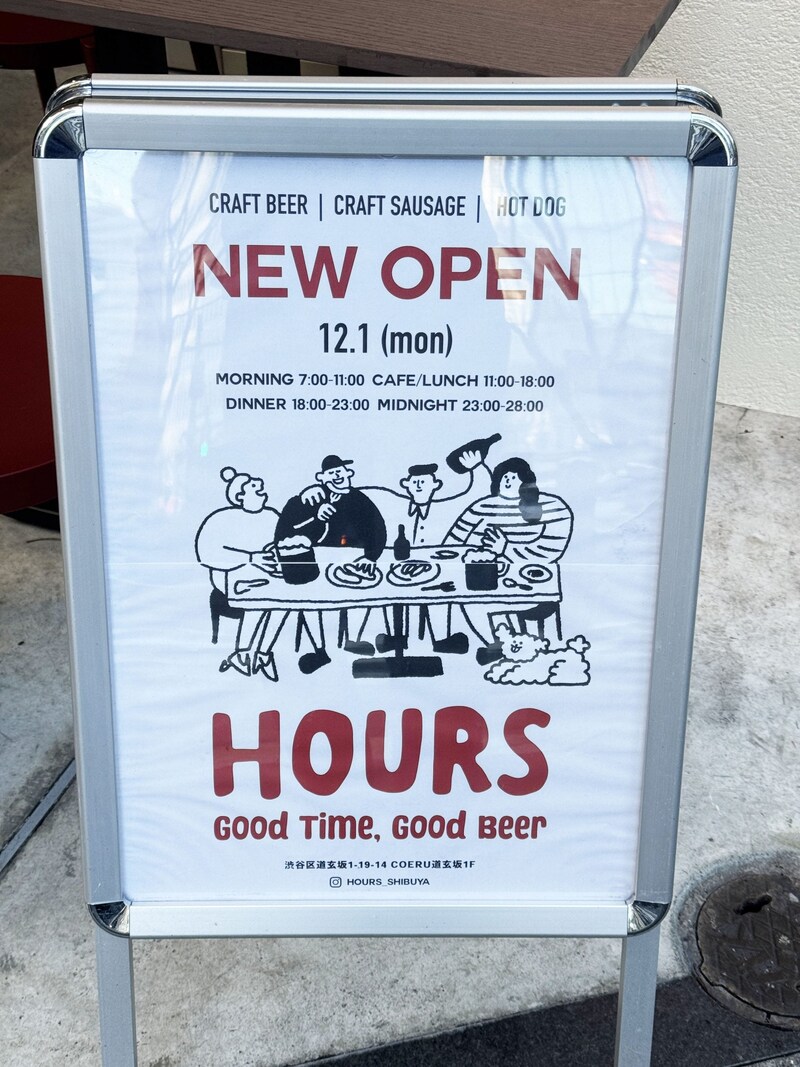 CRAFT BEER | CRAFT SAUSAGE | HOT DOG
NEW OPEN
12.1 (mon)
MORNING 7:00-11:00 CAFE/LUNCH 11:00-18:00
DINNER 18:00-23:00 MIDNIGHT 23:00-28:00
HOURS
Good Time, Good Beer
渋谷区道玄坂1-19-14 COERU道玄坂1F
HOURS_SHIBUYA